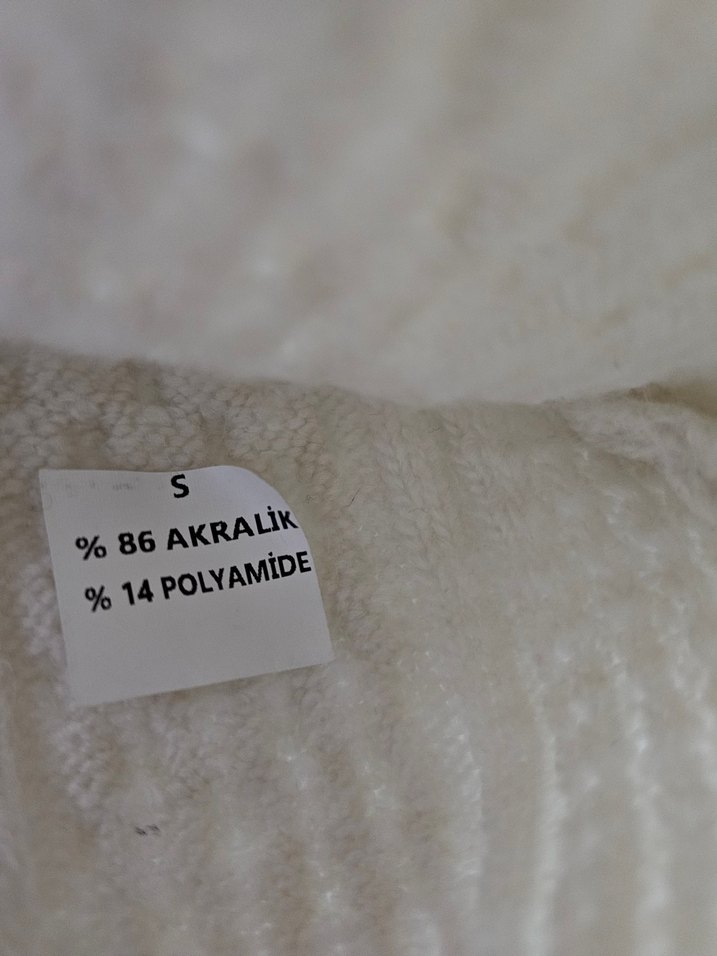 S
% 86 AKRALİK
% 14 POLYAMİDE